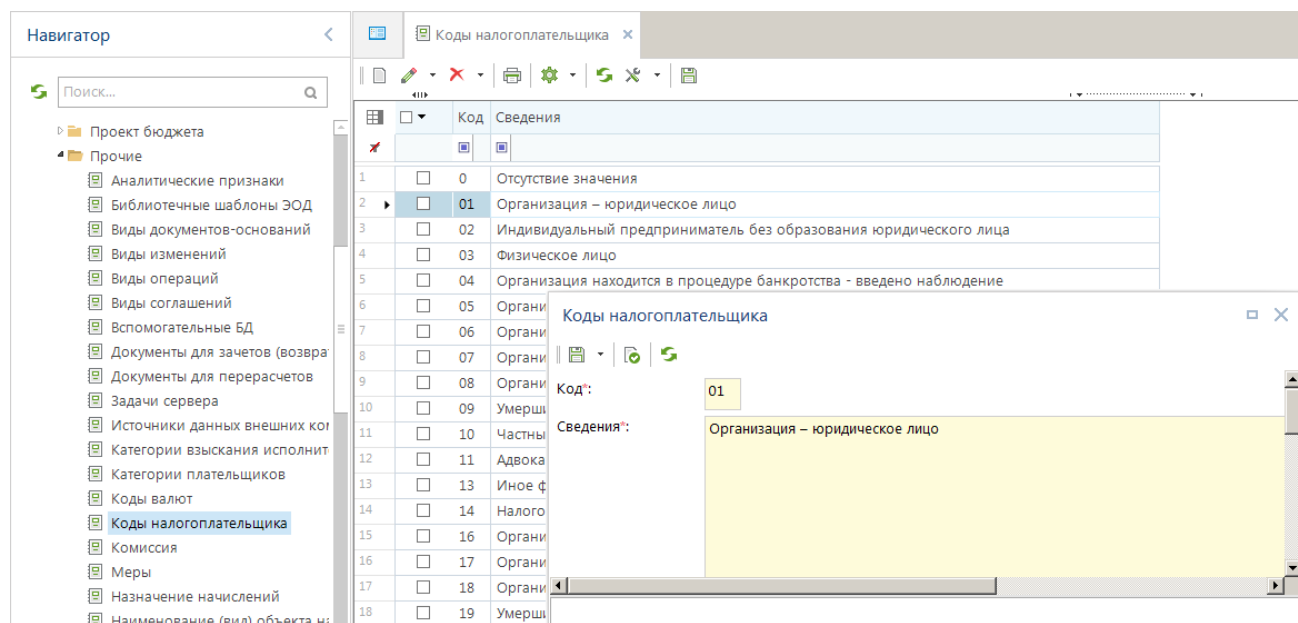 Навигатор
Поиск...
Проект бюджета
Прочие
Аналитические признаки
Библиотечные шаблоны ЭОД
Виды документов-оснований
Виды изменений
Виды операций
Виды соглашений
Вспомогательные БД
Документы для зачетов (возвра
Документы для перерасчетов
Задачи сервера
Источники данных внешних ко
Категории взыскания исполнит
Категории плательщиков
Коды валют
Коды налогоплательщика
Комиссия
Меры
Назначение начислений
Наименование (вид) объекта н
Коды налогоплательщика
Код Сведения
1 0 Отсутствие значения
2 01 Организация – юридическое лицо
3 02 Индивидуальный предприниматель без образования юридического лица
4 03 Физическое лицо
5 04 Организация находится в процедуре банкротства - введено наблюдение
6 05 Органи
7 06 Органи
8 07 Органи
9 08 Органи
10 09 Умерши
11 10 Частны
12 11 Адвока
13 13 Иное ф
14 14 Налого
15 16 Органи
16 17 Органи
17 18 Органи
18 19 Умерши
Коды налогоплательщика
Код*: 01
Сведения*: Организация – юридическое лицо